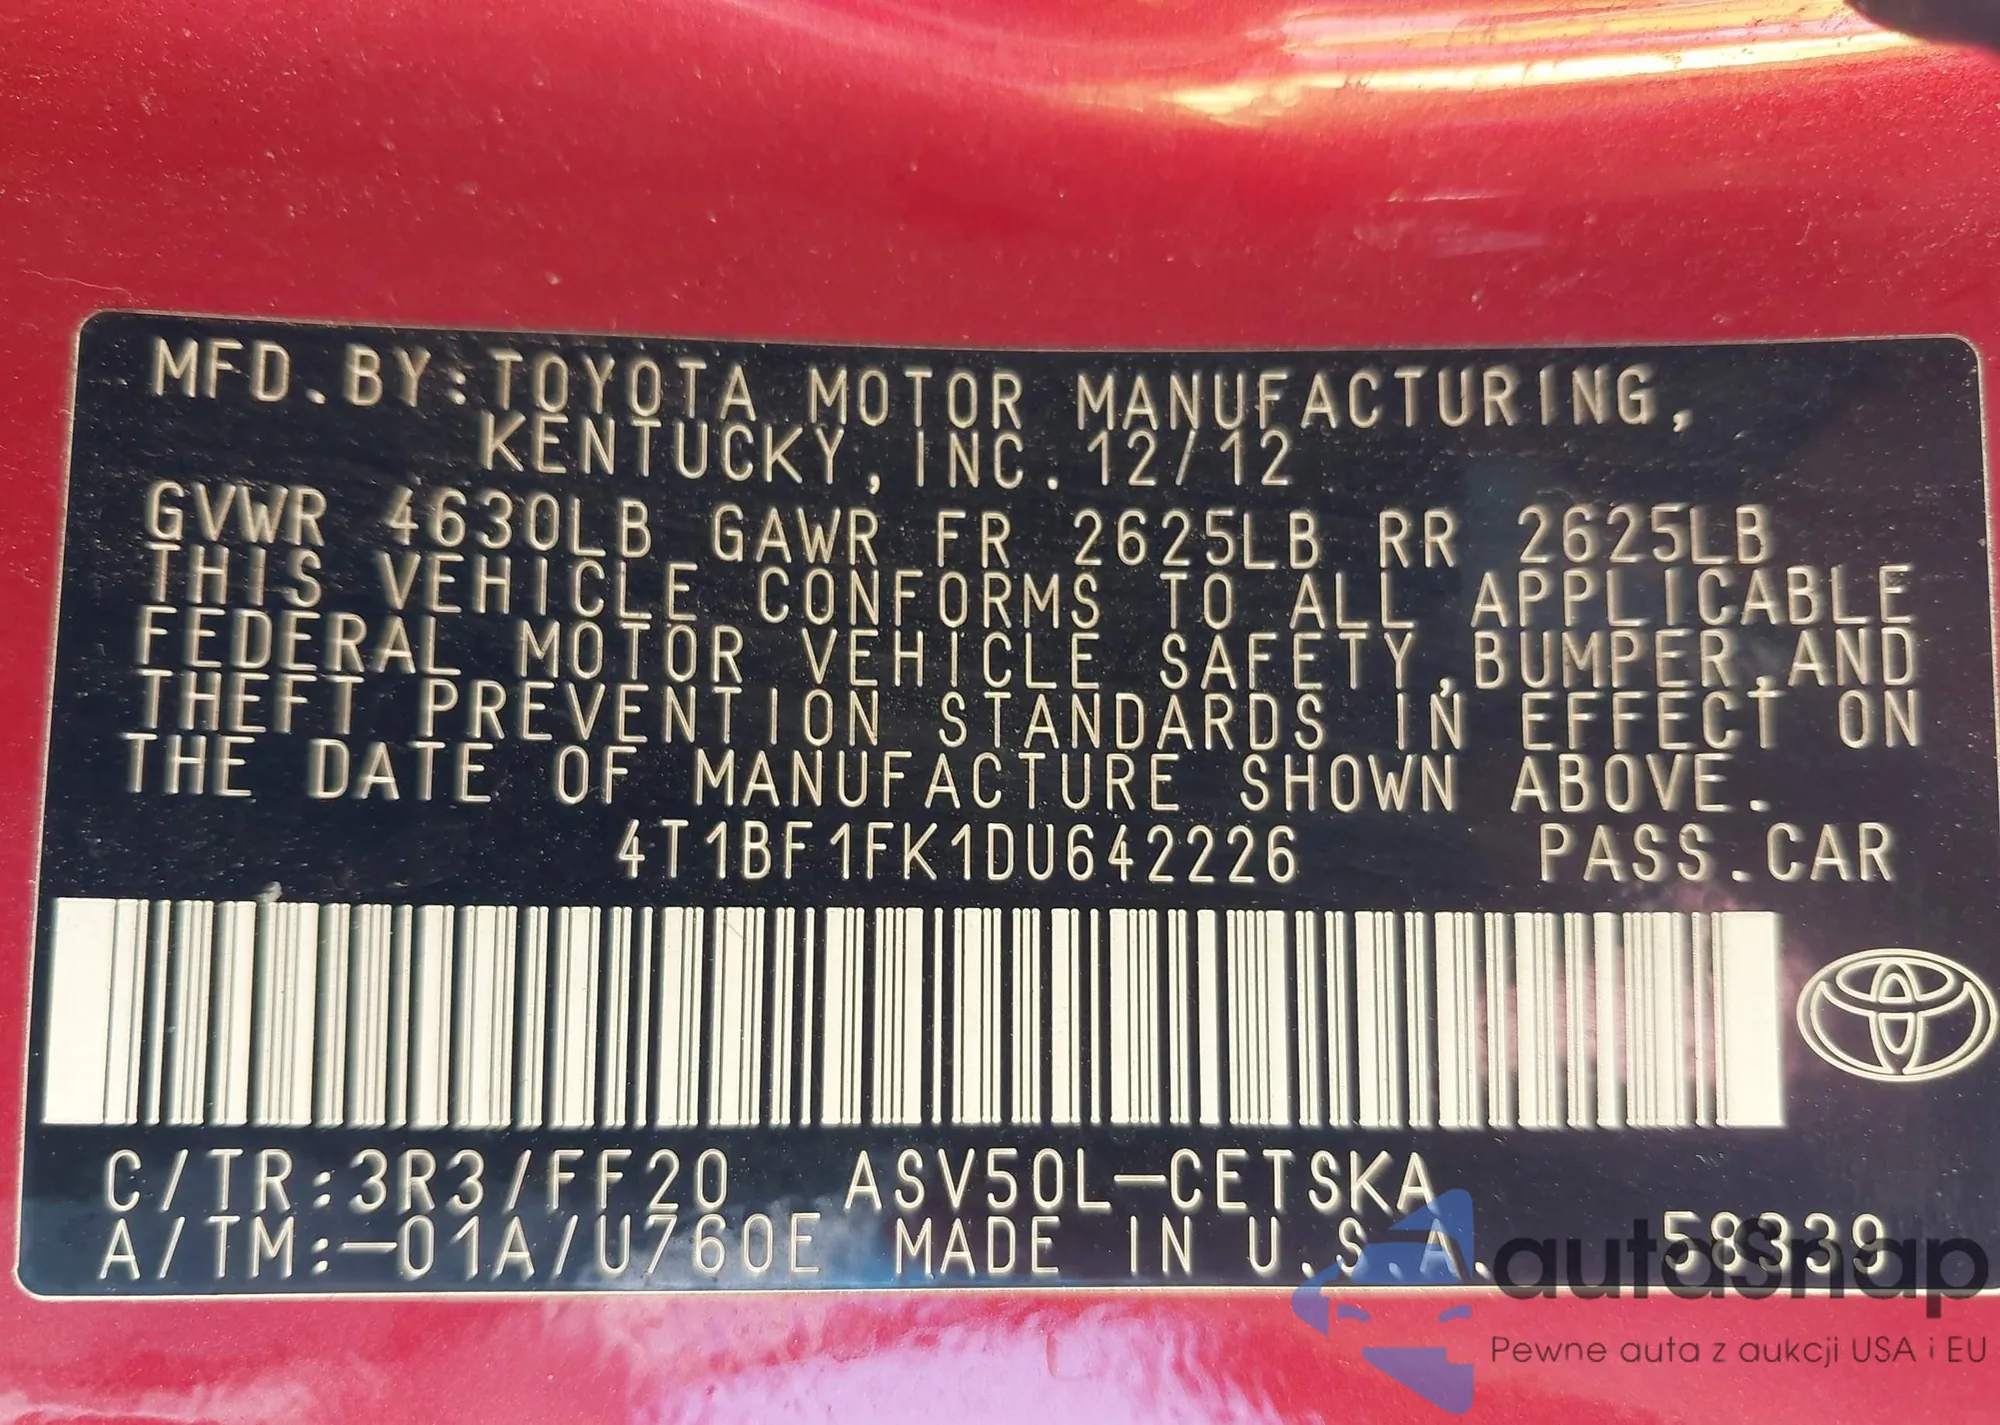 MFD.BY:TOYOTA MOTOR MANUFACTURING,
KENTUCKY, INC. 12/12
GVWR 4630LB GAWR FR 2625LB RR 2625LB
THIS VEHICLE CONFORMS TO ALL APPLICABLE
FEDERAL MOTOR VEHICLE SAFETY,BUMPER,AND
THEFT PREVENTION STANDARDS IN EFFECT ON
THE DATE OF MANUFACTURE SHOWN ABOVE.
4T1BF1FK1DU642226 PASS.CAR
C/TR:3R3/FF20 ASV50L-CETSKA
A/TM:-01A/U760E MADE IN U.S.A. 58339
autaSnap
Pewne auta z aukcji USA i EU